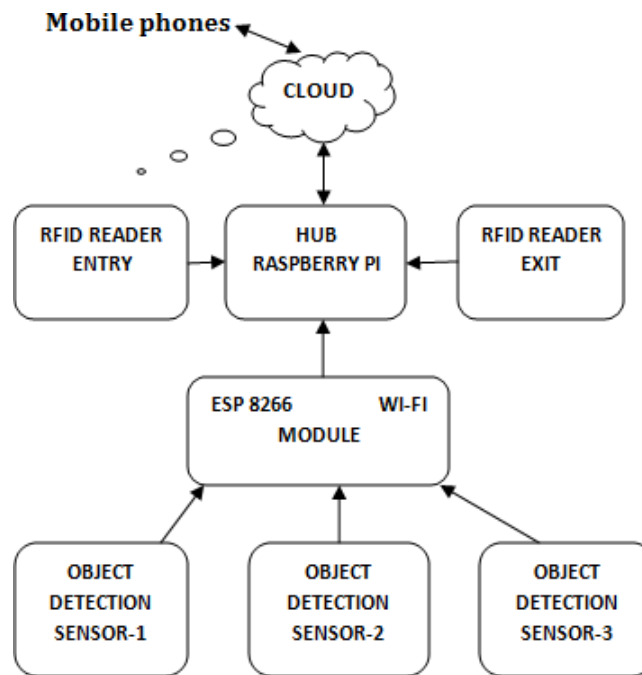 Mobile phones
CLOUD
RFID READER
ENTRY
HUB
RASPBERRY PI
RFID READER
EXIT
ESP 8266 WI-FI
MODULE
OBJECT
DETECTION
SENSOR-1
OBJECT
DETECTION
SENSOR-2
OBJECT
DETECTION
SENSOR-3